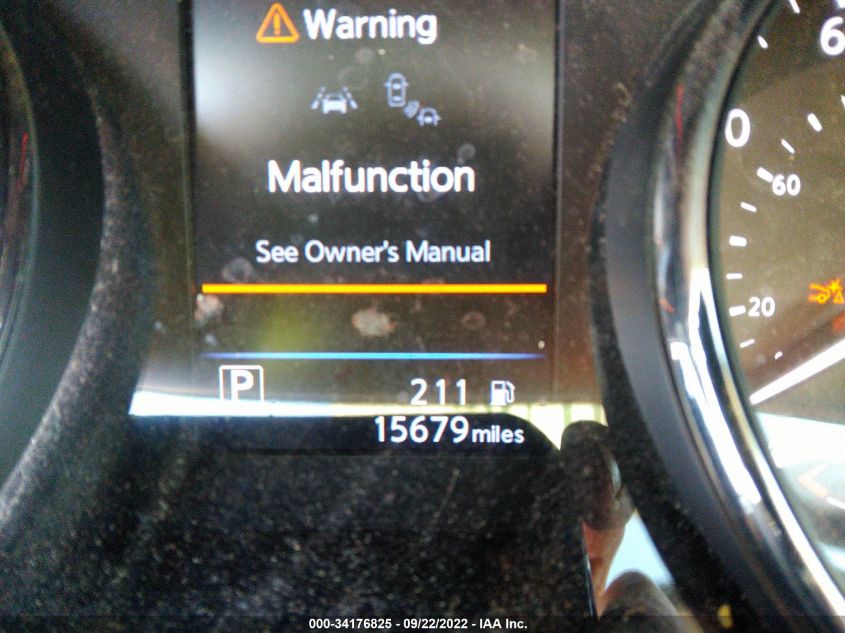 Warning
Malfunction
See Owner's Manual
P 211
15679 miles
0
60
20
000-34176825 - 09/22/2022 - IAA Inc.